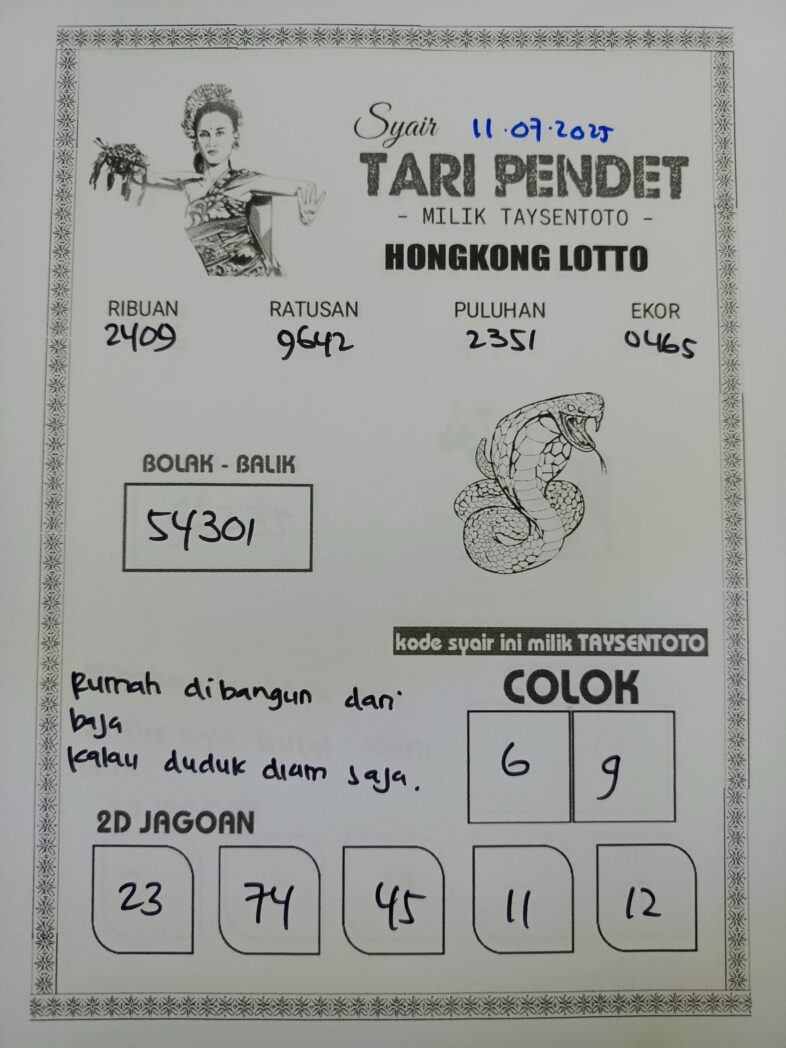 Syair 11.07.2025
TARI PENDET
- MILIK TAYSENTOTO -
HONGKONG LOTTO
RIBUAN RATUSAN PULUHAN EKOR
2409 9642 2351 0465
BOLAK - BALIK
54301
kode syair ini milik TAYSENTOTO
Rumah dibangun dari
baja
Kalau duduk diam saja.
COLOK
6 9
2D JAGOAN
23 74 45 11 12